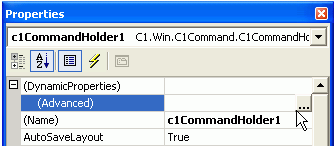 Properties
c1CommandHolder1 C1.Win.C1Command.C1CommandHo
(DynamicProperties)
(Advanced) ...
(Name) c1CommandHolder1
AutoSaveLayout True